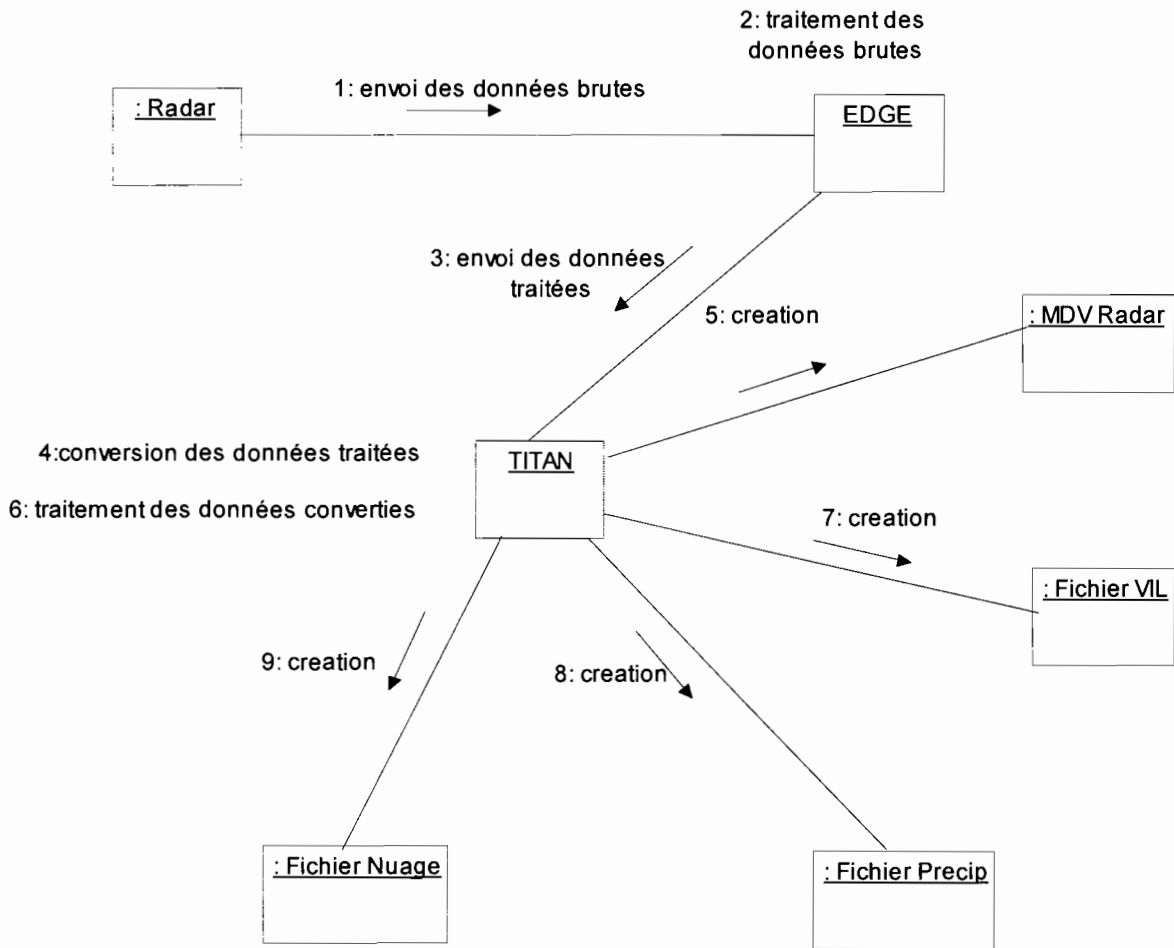 2: traitement des
données brutes
1: envoi des données brutes
: Radar
EDGE
3: envoi des données
traitées
5: creation
: MDV Radar
4:conversion des données traitées
TITAN
6: traitement des données converties
7: creation
: Fichier VIL
9: creation
8: creation
: Fichier Nuage
: Fichier Precip